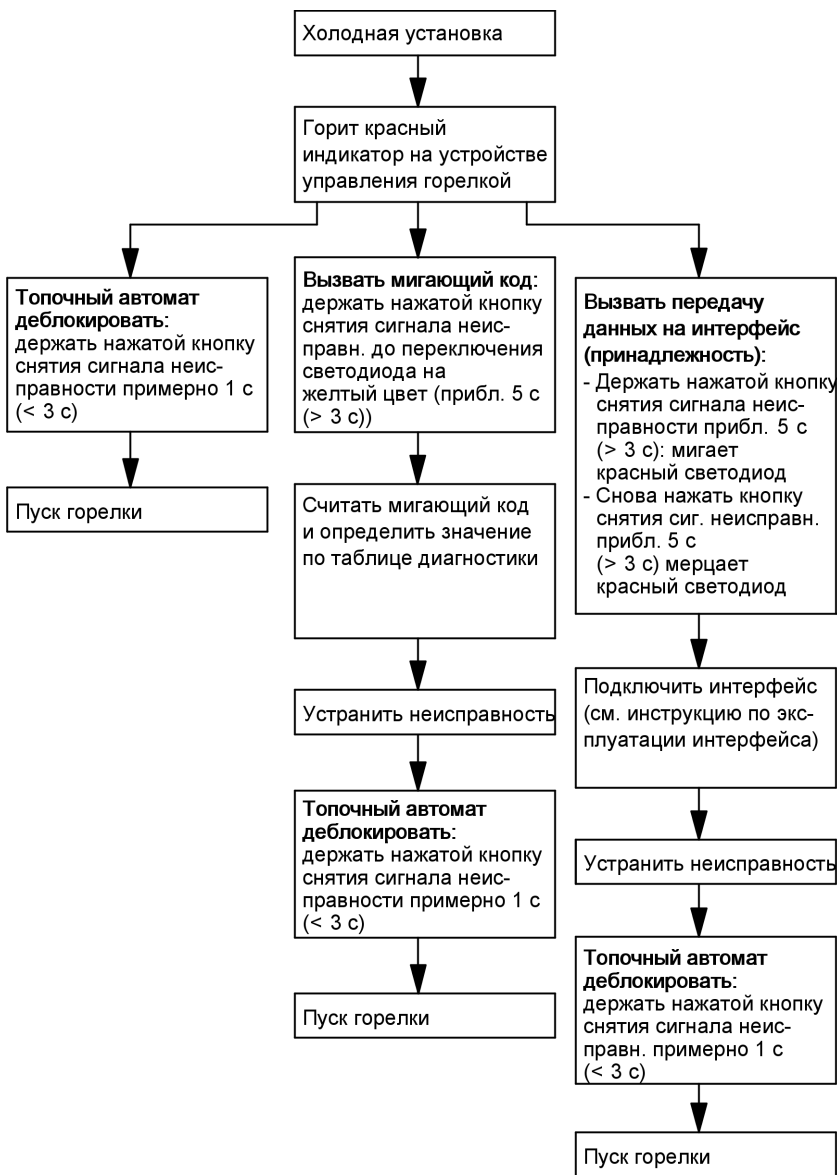 Холодная установка
Горит красный
индикатор на устройстве
управления горелкой
Топочный автомат
деблокировать:
держать нажатой кнопку
снятия сигнала неис-
правности примерно 1 с
(< 3 с)
Пуск горелки
Вызвать мигающий код:
держать нажатой кнопку
снятия сигнала неис-
правн. до переключения
светодиода на
желтый цвет (прибл. 5 с
(> 3 с))
Считать мигающий код
и определить значение
по таблице диагностики
Устранить неисправность
Топочный автомат
деблокировать:
держать нажатой кнопку
снятия сигнала неис-
правности примерно 1 с
(< 3 с)
Пуск горелки
Вызвать передачу
данных на интерфейс
(принадлежность):
- Держать нажатой кнопку
снятия сигнала неис-
правности прибл. 5 с
(> 3 с): мигает
красный светодиод
- Снова нажать кнопку
снятия сиг. неисправн.
прибл. 5 с
(> 3 с) мерцает
красный светодиод
Подключить интерфейс
(см. инструкцию по экс-
плуатации интерфейса)
Устранить неисправность
Топочный автомат
деблокировать:
держать нажатой кнопку
снятия сигнала неис-
правн. примерно 1 с
(< 3 с)
Пуск горелки